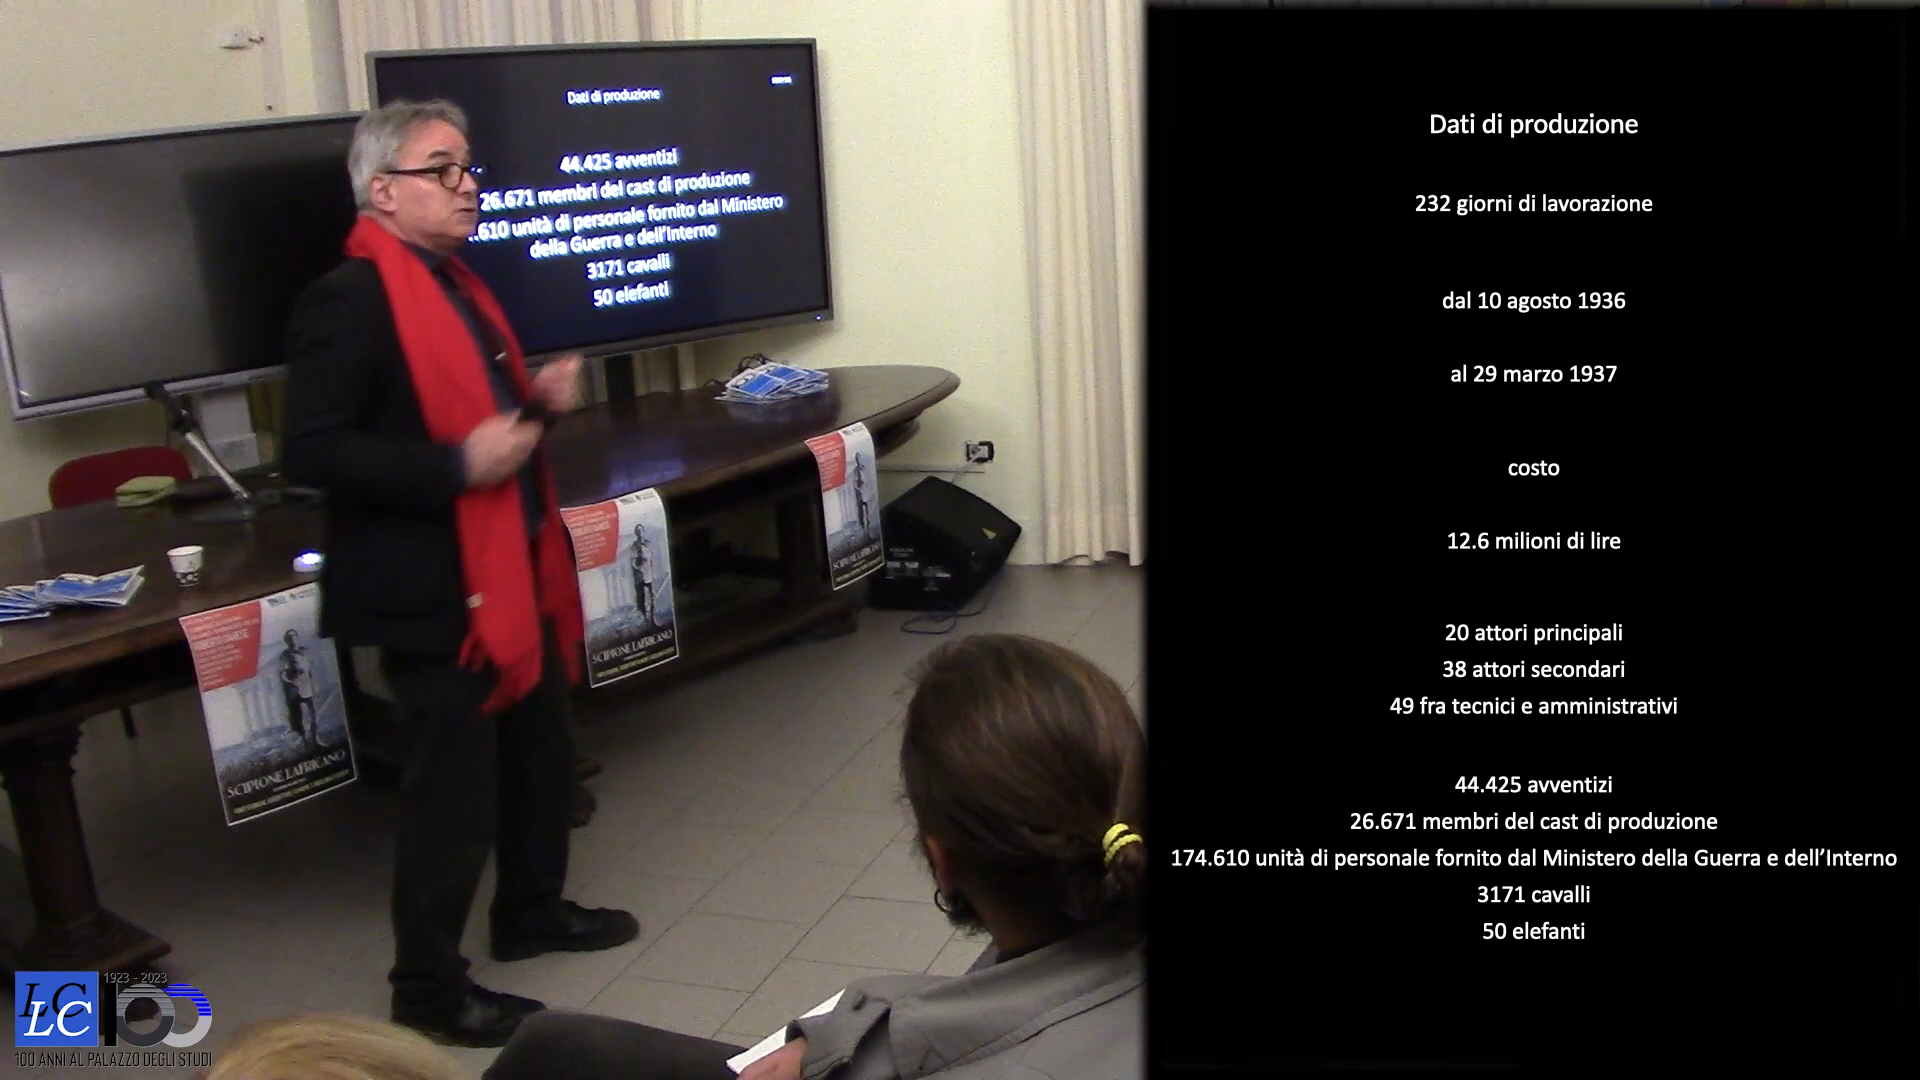 Dati di produzione
44.425 avventizi
26.671 membri del cast di produzione
.610 unità di personale fornito dal Ministero
della Guerra e dell'Interno
3171 cavalli
50 elefanti
SCIPIONE L'AFRICANO
SCIPIONE L'AFRICANO
SCIPIONE L'AFRICANO
LC
LC
1923 - 2023
100
100 ANNI AL PALAZZO DEGLI STUDI
Dati di produzione
232 giorni di lavorazione
dal 10 agosto 1936
al 29 marzo 1937
costo
12.6 milioni di lire
20 attori principali
38 attori secondari
49 fra tecnici e amministrativi
44.425 avventizi
26.671 membri del cast di produzione
174.610 unità di personale fornito dal Ministero della Guerra e dell’Interno
3171 cavalli
50 elefanti